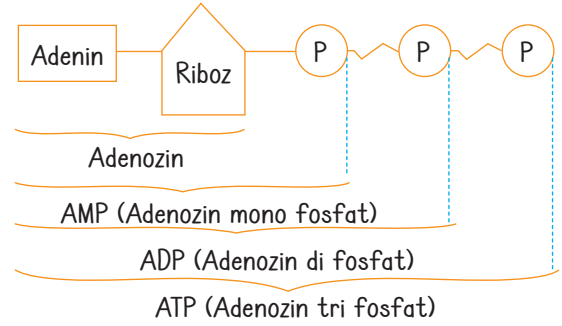 Adenin
Riboz
P
P
P
Adenozin
AMP (Adenozin mono fosfat)
ADP (Adenozin di fosfat)
ATP (Adenozin tri fosfat)